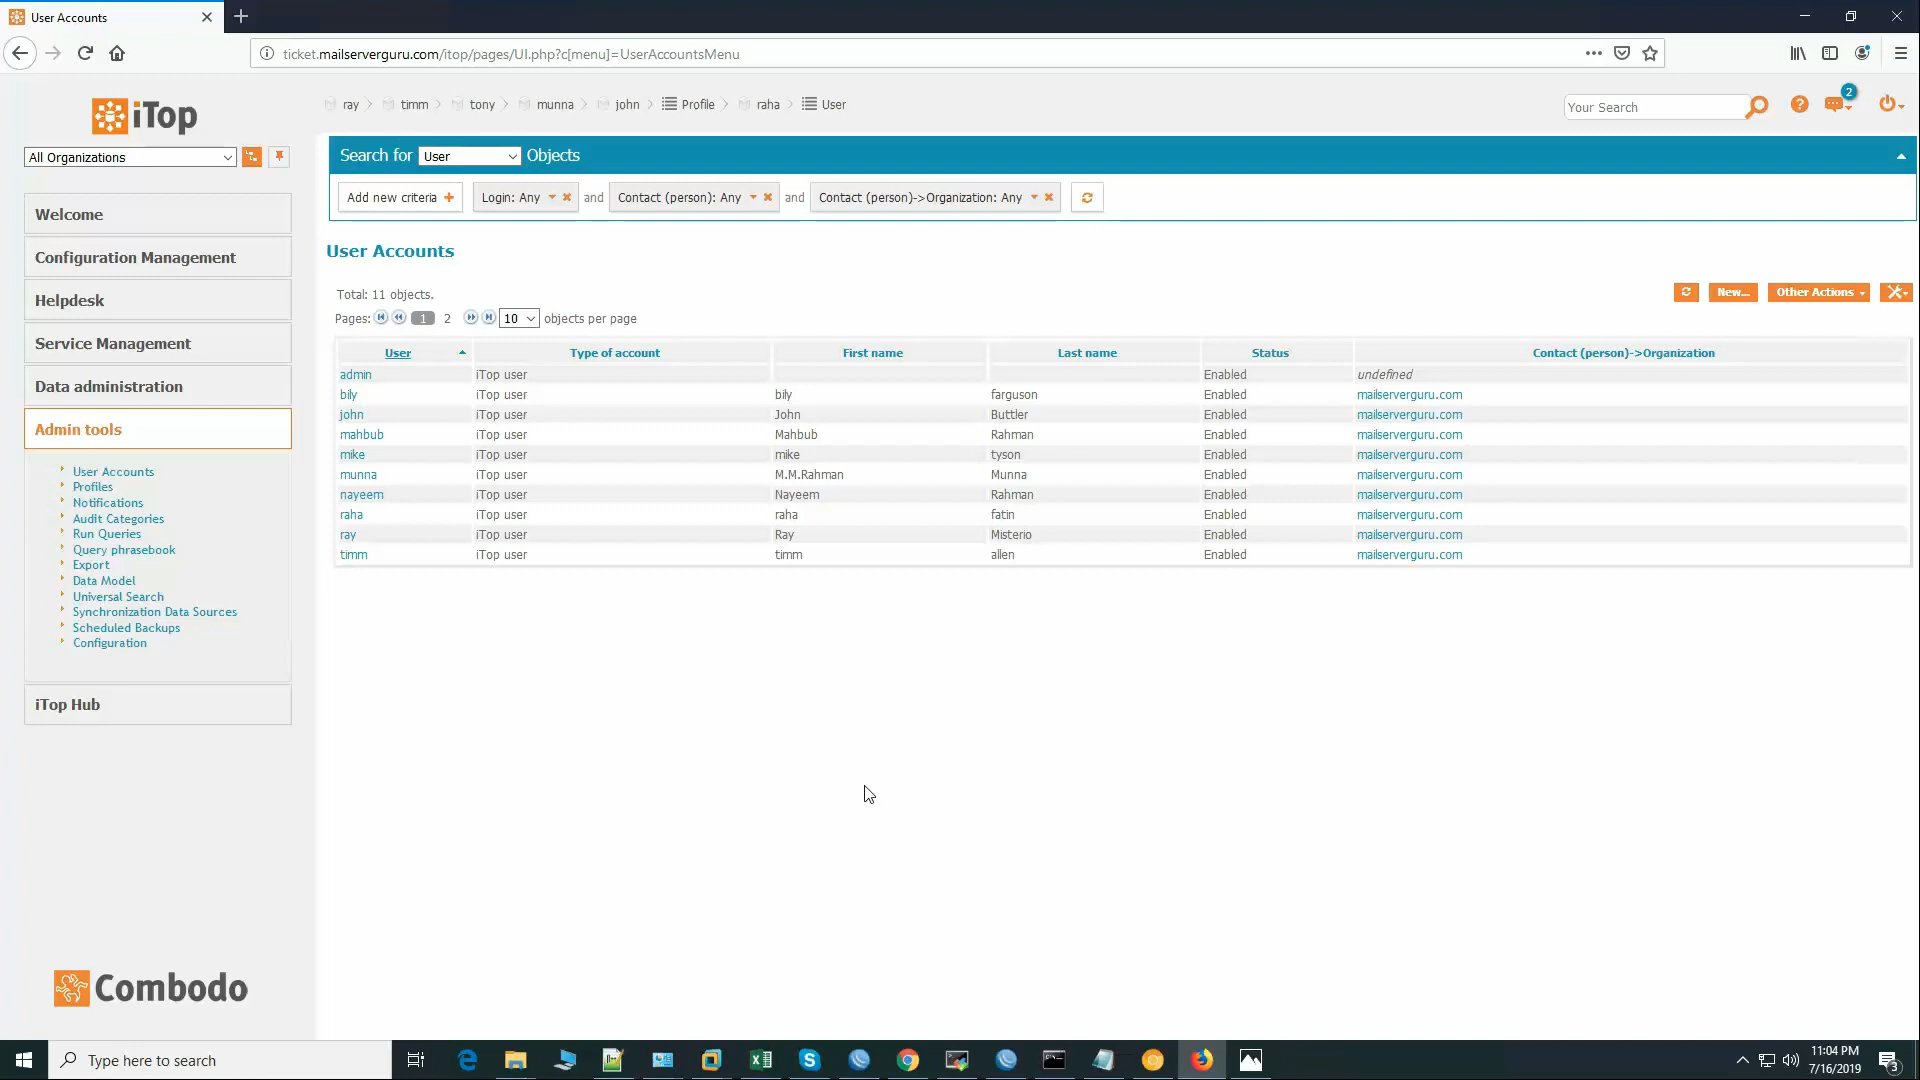 User Accounts
ticket.mailserverguru.com/itop/pages/UI.php?c[menu]=UserAccountsMenu
iTop
ray timm tony munna john Profile raha User
Your Search
2
All Organizations
Search for User Objects
Add new criteria Login: Any and Contact (person): Any and Contact (person)->Organization: Any
Welcome
Configuration Management
Helpdesk
Service Management
Data administration
Admin tools
User Accounts
Profiles
Notifications
Audit Categories
Run Queries
Query phrasebook
Export
Data Model
Universal Search
Synchronization Data Sources
Scheduled Backups
Configuration
iTop Hub
Combodo
User Accounts
Total: 11 objects.
New... Other Actions
Pages: 1 2 10 objects per page
User Type of account First name Last name Status Contact (person)->Organization
admin iTop user Enabled undefined
bily iTop user bily farguson Enabled mailserverguru.com
john iTop user John Buttler Enabled mailserverguru.com
mahbub iTop user Mahbub Rahman Enabled mailserverguru.com
mike iTop user mike tyson Enabled mailserverguru.com
munna iTop user M.M.Rahman Munna Enabled mailserverguru.com
nayeem iTop user Nayeem Rahman Enabled mailserverguru.com
raha iTop user raha fatin Enabled mailserverguru.com
ray iTop user Ray Misterio Enabled mailserverguru.com
timm iTop user timm allen Enabled mailserverguru.com
Type here to search
11:04 PM
7/16/2019
3